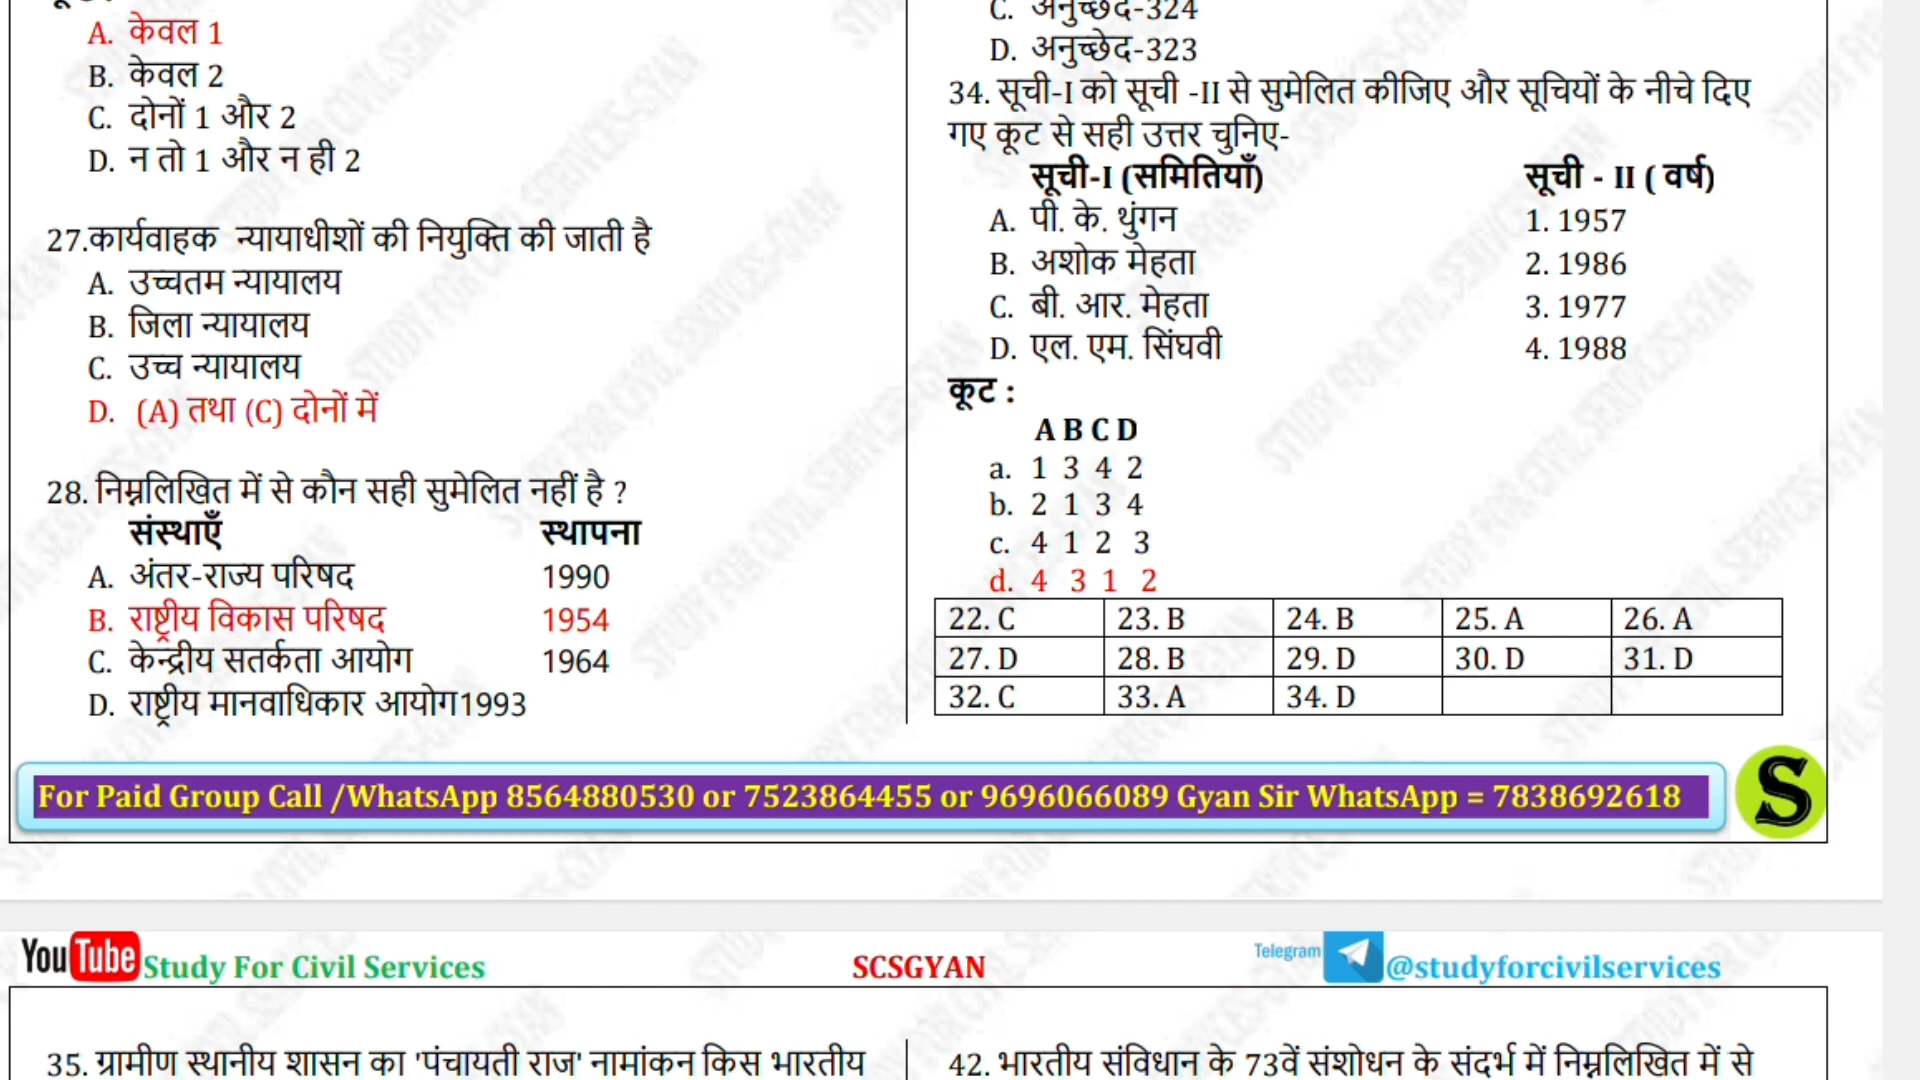 A. केवल 1
B. केवल 2
C. दोनों 1 और 2
D. न तो 1 और न ही 2
27.कार्यवाहक न्यायाधीशों की नियुक्ति की जाती है
A. उच्चतम न्यायालय
B. जिला न्यायालय
C. उच्च न्यायालय
D. (A) तथा (C) दोनों में
28. निम्नलिखित में से कौन सही सुमेलित नहीं है ?
संस्थाएँ स्थापना
A. अंतर-राज्य परिषद 1990
B. राष्ट्रीय विकास परिषद 1954
C. केन्द्रीय सतर्कता आयोग 1964
D. राष्ट्रीय मानवाधिकार आयोग1993
C. अनुच्छेद-324
D. अनुच्छेद-323
34. सूची-I को सूची -II से सुमेलित कीजिए और सूचियों के नीचे दिए
गए कूट से सही उत्तर चुनिए-
सूची-I (समितियाँ) सूची - II ( वर्ष)
A. पी. के. थुंगन 1. 1957
B. अशोक मेहता 2. 1986
C. बी. आर. मेहता 3. 1977
D. एल. एम. सिंघवी 4. 1988
कूट :
A B C D
a. 1 3 4 2
b. 2 1 3 4
c. 4 1 2 3
d. 4 3 1 2
22. C 23. B 24. B 25. A 26. A
27. D 28. B 29. D 30. D 31. D
32. C 33. A 34. D
For Paid Group Call /WhatsApp 8564880530 or 7523864455 or 9696066089 Gyan Sir WhatsApp = 7838692618
S
YouTube Study For Civil Services SCSGYAN Telegram @studyforcivilservices
35. ग्रामीण स्थानीय शासन का 'पंचायती राज' नामांकन किस भारतीय
42. भारतीय संविधान के 73वें संशोधन के संदर्भ में निम्नलिखित में से